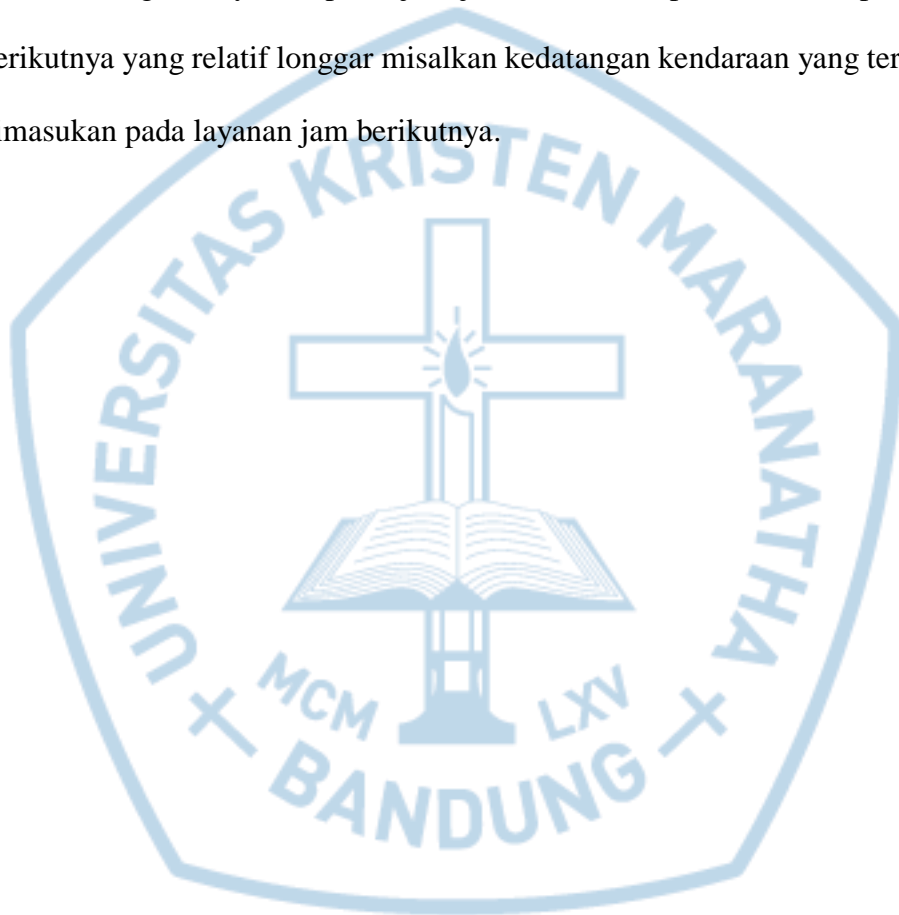 erikutnya yang relatif longgar misalkan kedatangan kendaraan yang ter
imasukan pada layanan jam berikutnya.
UNIVERSITAS KRISTEN MARANATHA
MCM LXV
BANDUNG